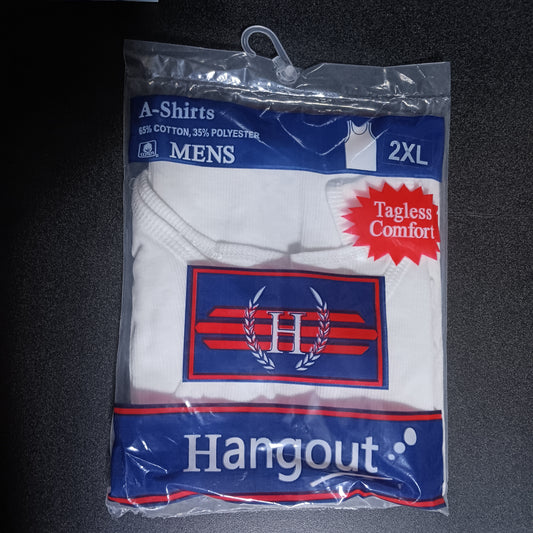 A-Shirts
65% COTTON, 35% POLYESTER
MENS
2XL
Tagless
Comfort
H
Hangout